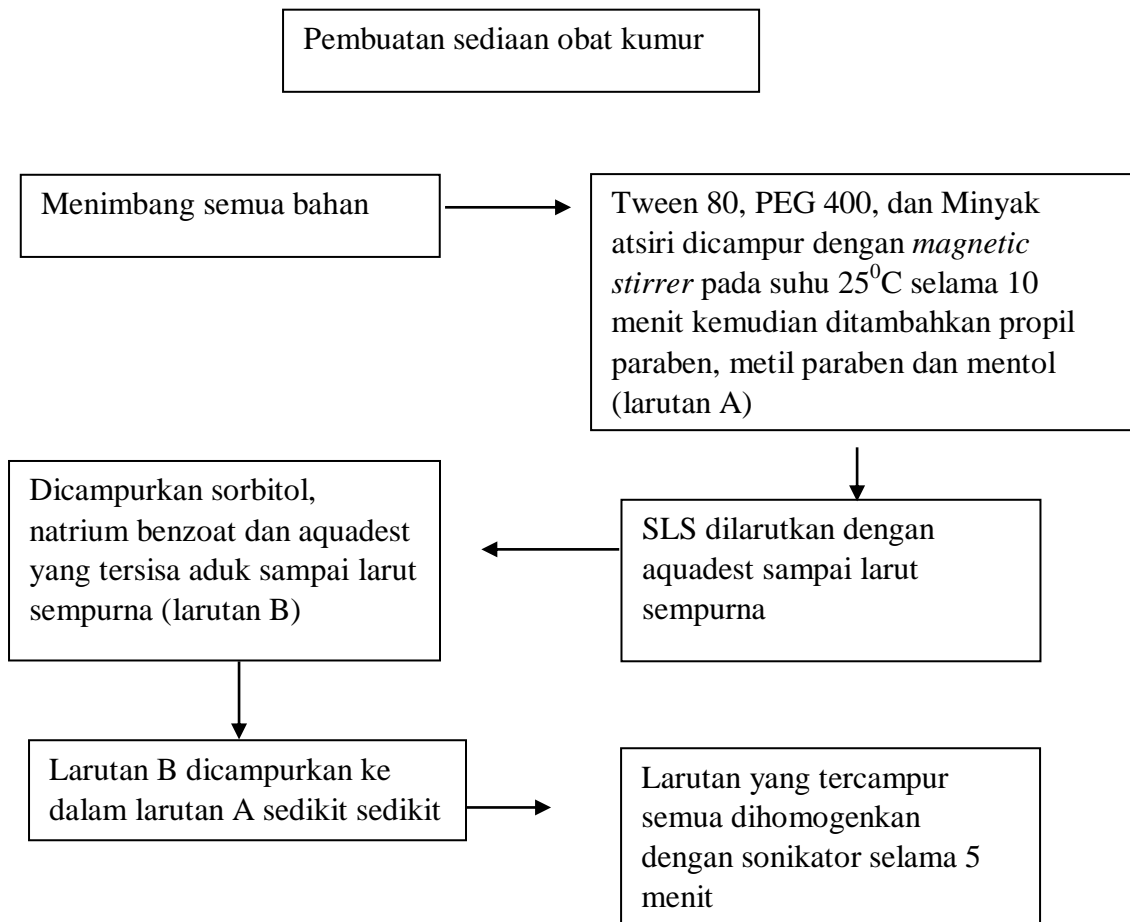 Pembuatan sediaan obat kumur
Menimbang semua bahan
Tween 80, PEG 400, dan Minyak
atsiri dicampur dengan magnetic
stirrer pada suhu 25⁰C selama 10
menit kemudian ditambahkan propil
paraben, metil paraben dan mentol
(larutan A)
SLS dilarutkan dengan
aquadest sampai larut
sempurna
Dicampurkan sorbitol,
natrium benzoat dan aquadest
yang tersisa aduk sampai larut
sempurna (larutan B)
Larutan B dicampurkan ke
dalam larutan A sedikit sedikit
Larutan yang tercampur
semua dihomogenkan
dengan sonikator selama 5
menit